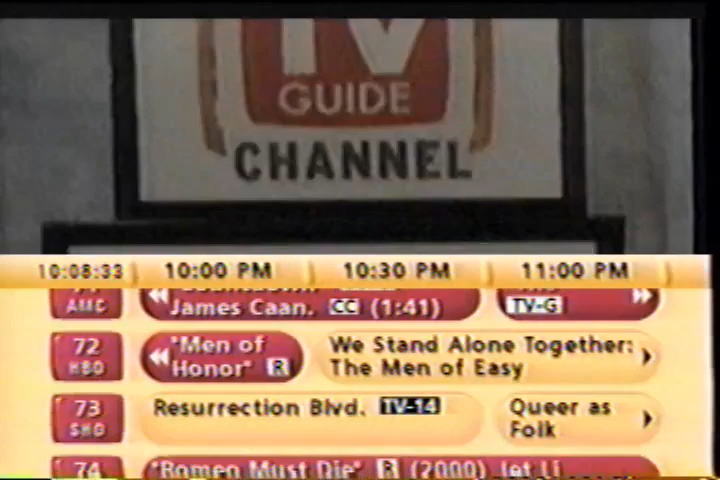 TV
GUIDE
CHANNEL
10:08:33 10:00 PM 10:30 PM 11:00 PM
AMC James Caan. CC (1:41) TV-G
72 HBO "Men of Honor" R We Stand Alone Together: The Men of Easy
73 SHO Resurrection Blvd. TV-14 Queer as Folk
74 "Romeo Must Die" R (2000) Jet Li